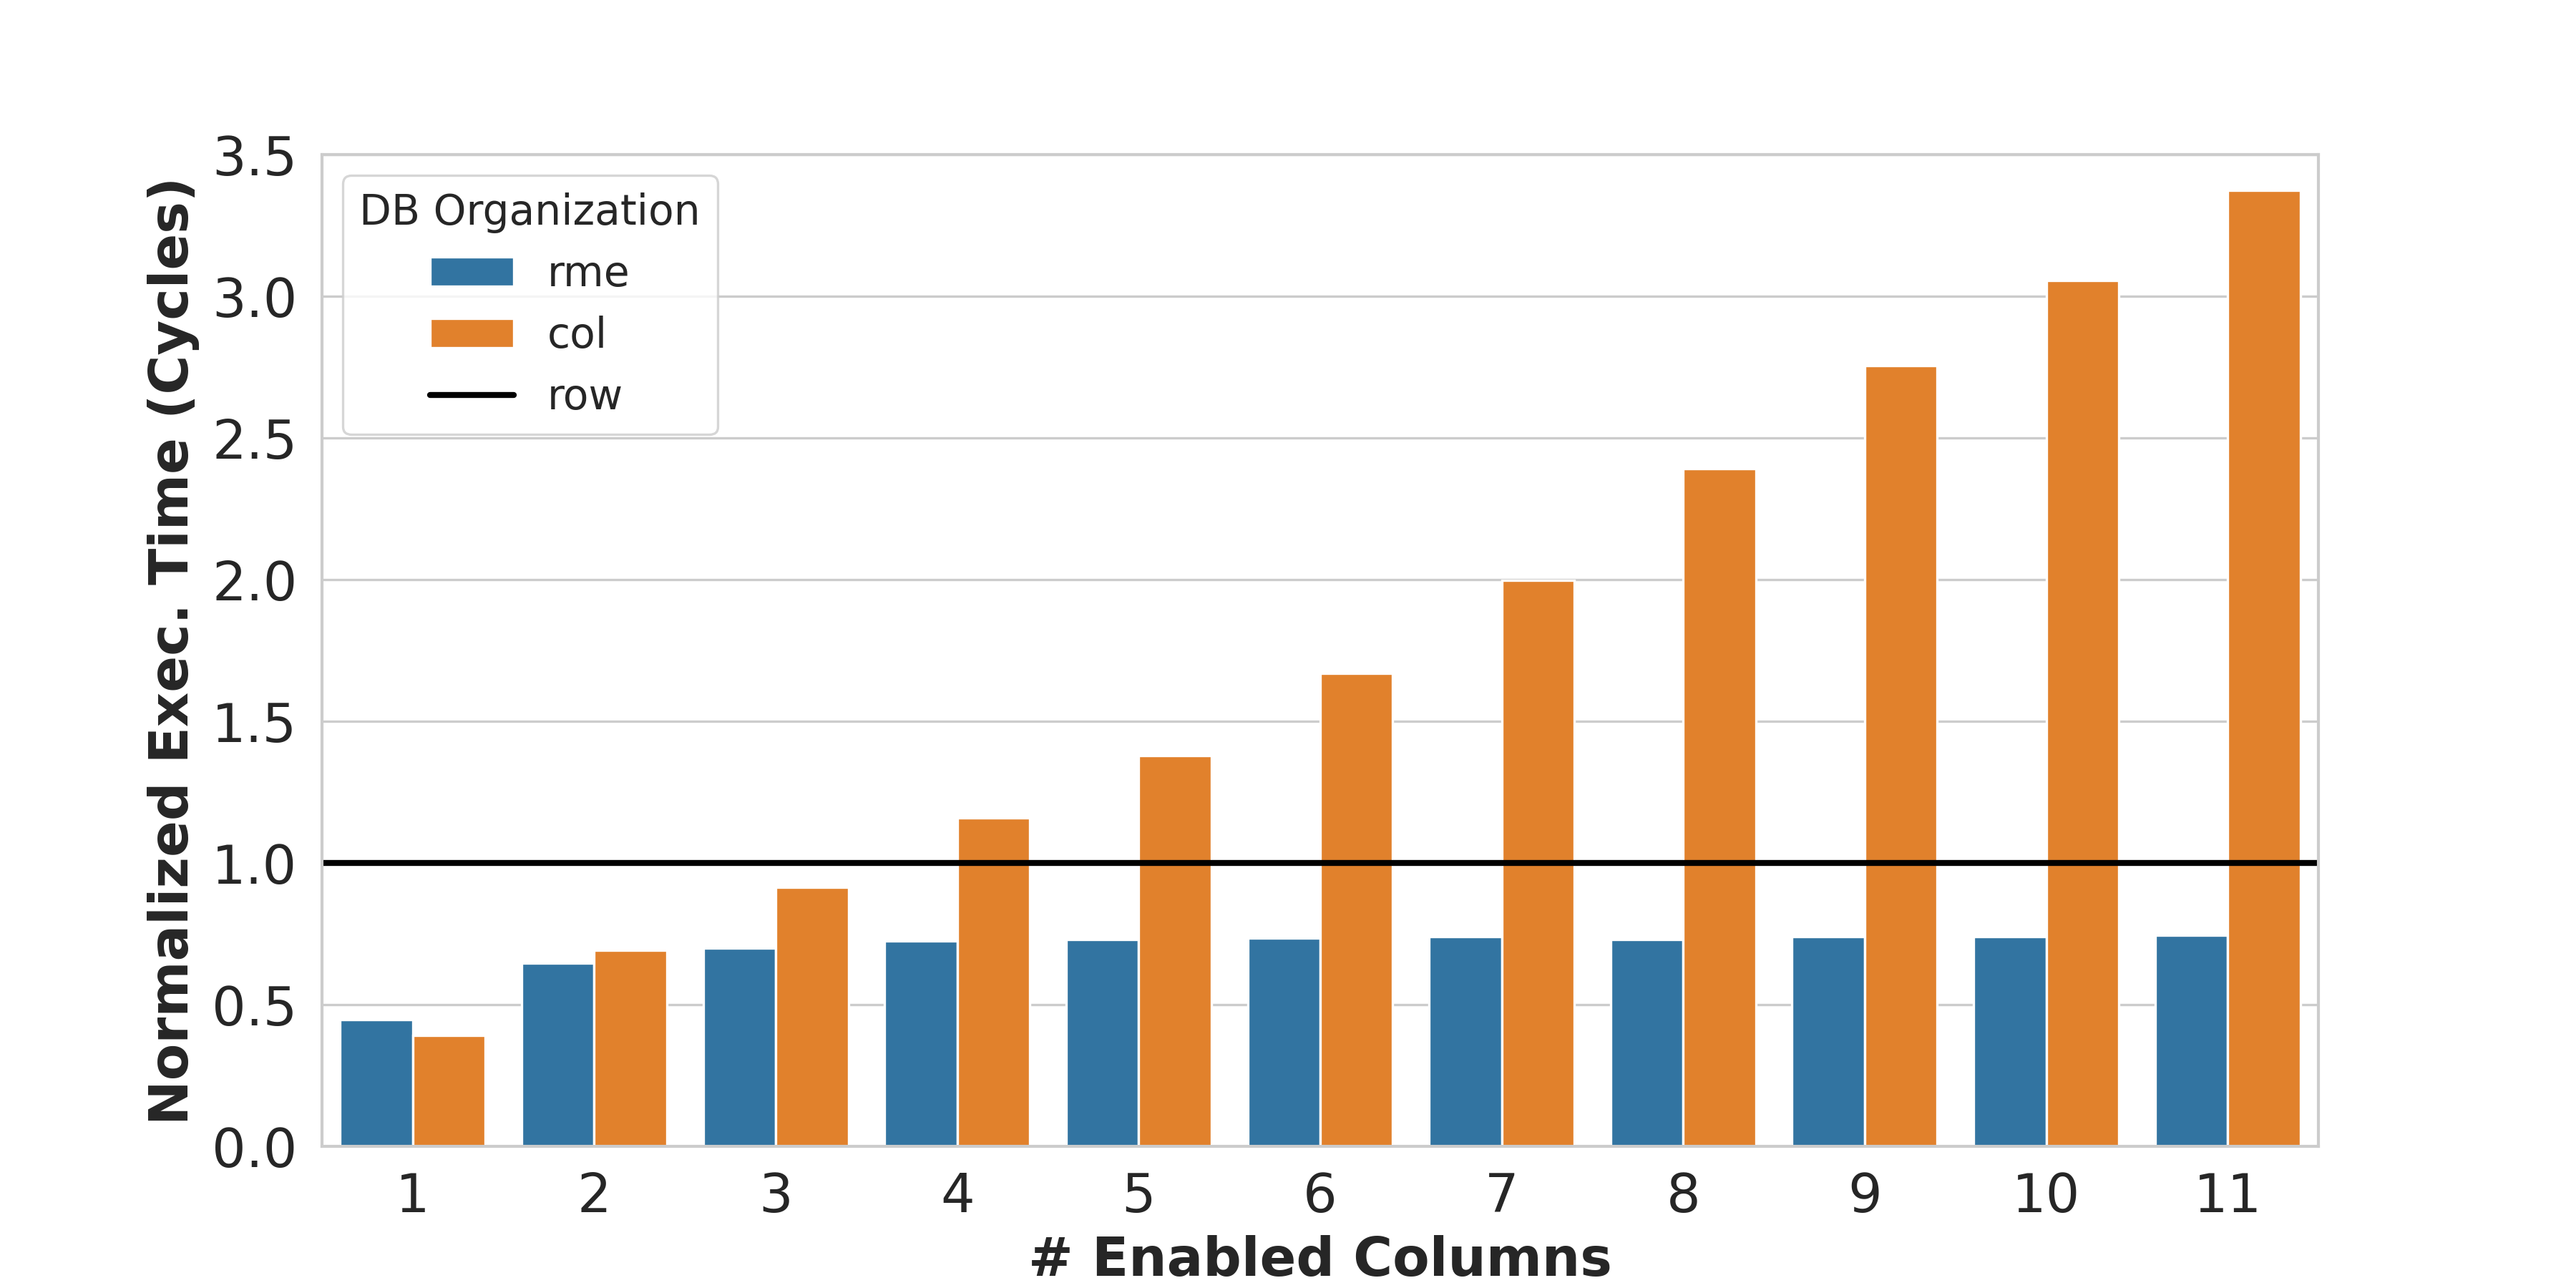 Normalized Exec. Time (Cycles)
3.5
3.0
2.5
2.0
1.5
1.0
0.5
0.0
DB Organization
rme
col
row
1 2 3 4 5 6 7 8 9 10 11
# Enabled Columns